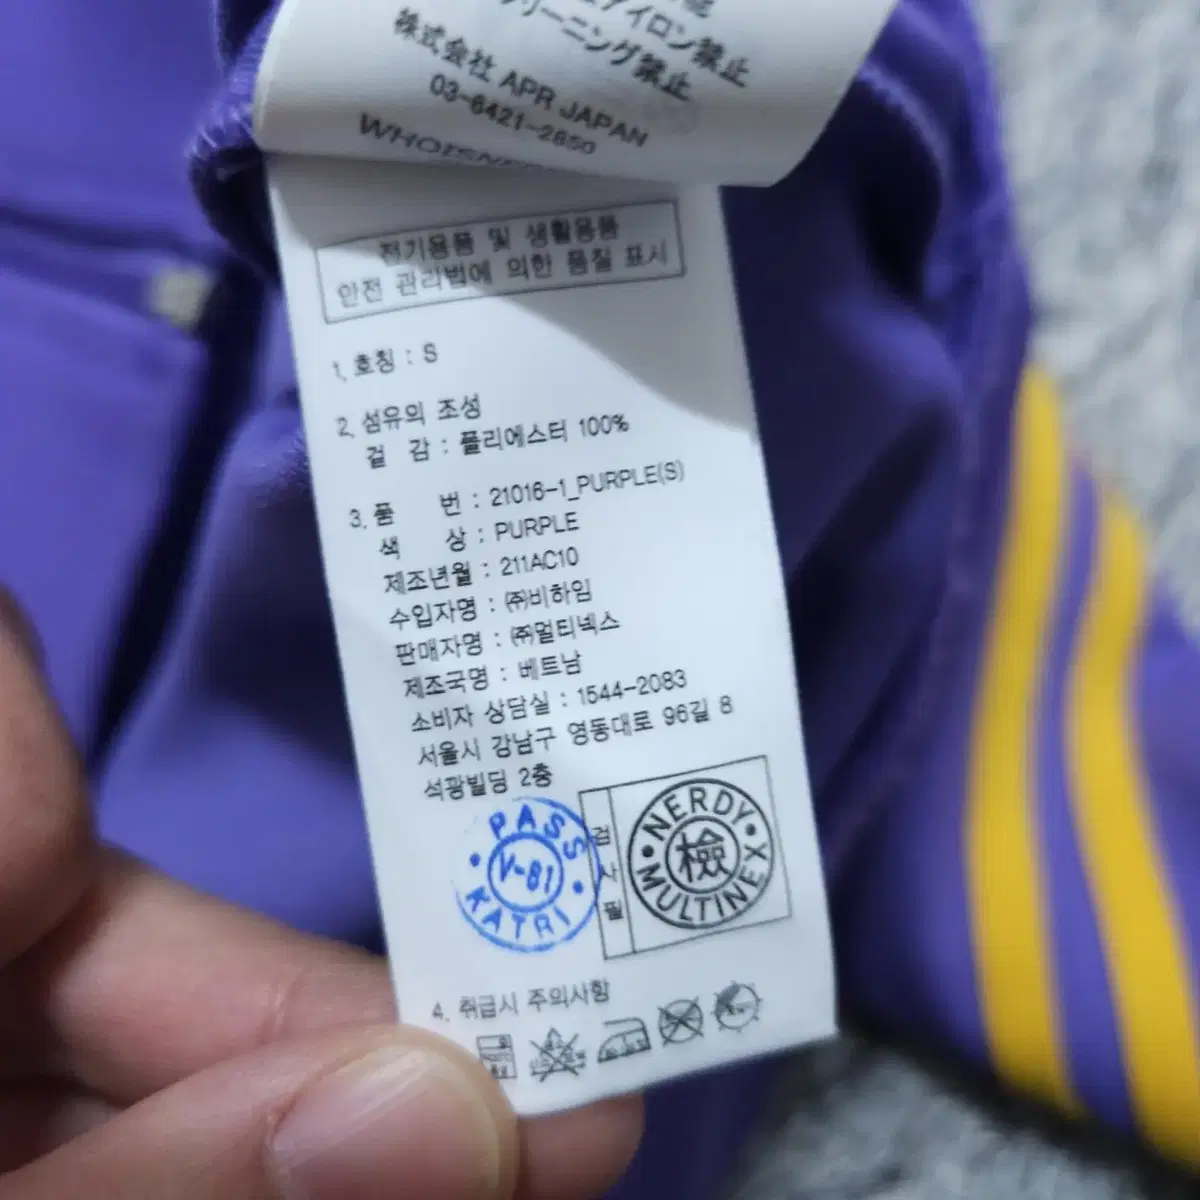 アイロン禁止
クリーニング禁止
株式会社 APR JAPAN
03-6421-2850
전기용품 및 생활용품
안전 관리법에 의한 품질 표시
1. 호칭 : S
2. 섬유의 조성
겉 감 : 폴리에스터 100%
3. 품 번 : 21016-1_PURPLE(S)
색 상 : PURPLE
제조년월 : 211AC10
수입자명 : ㈜비하임
판매자명 : ㈜멀티넥스
제조국명 : 베트남
소비자 상담실 : 1544-2083
서울시 강남구 영동대로 96길 8
석광빌딩 2층
PASS
V-81
KATRI
검사필
NERDY
檢
MULTINEX
4. 취급시 주의사항